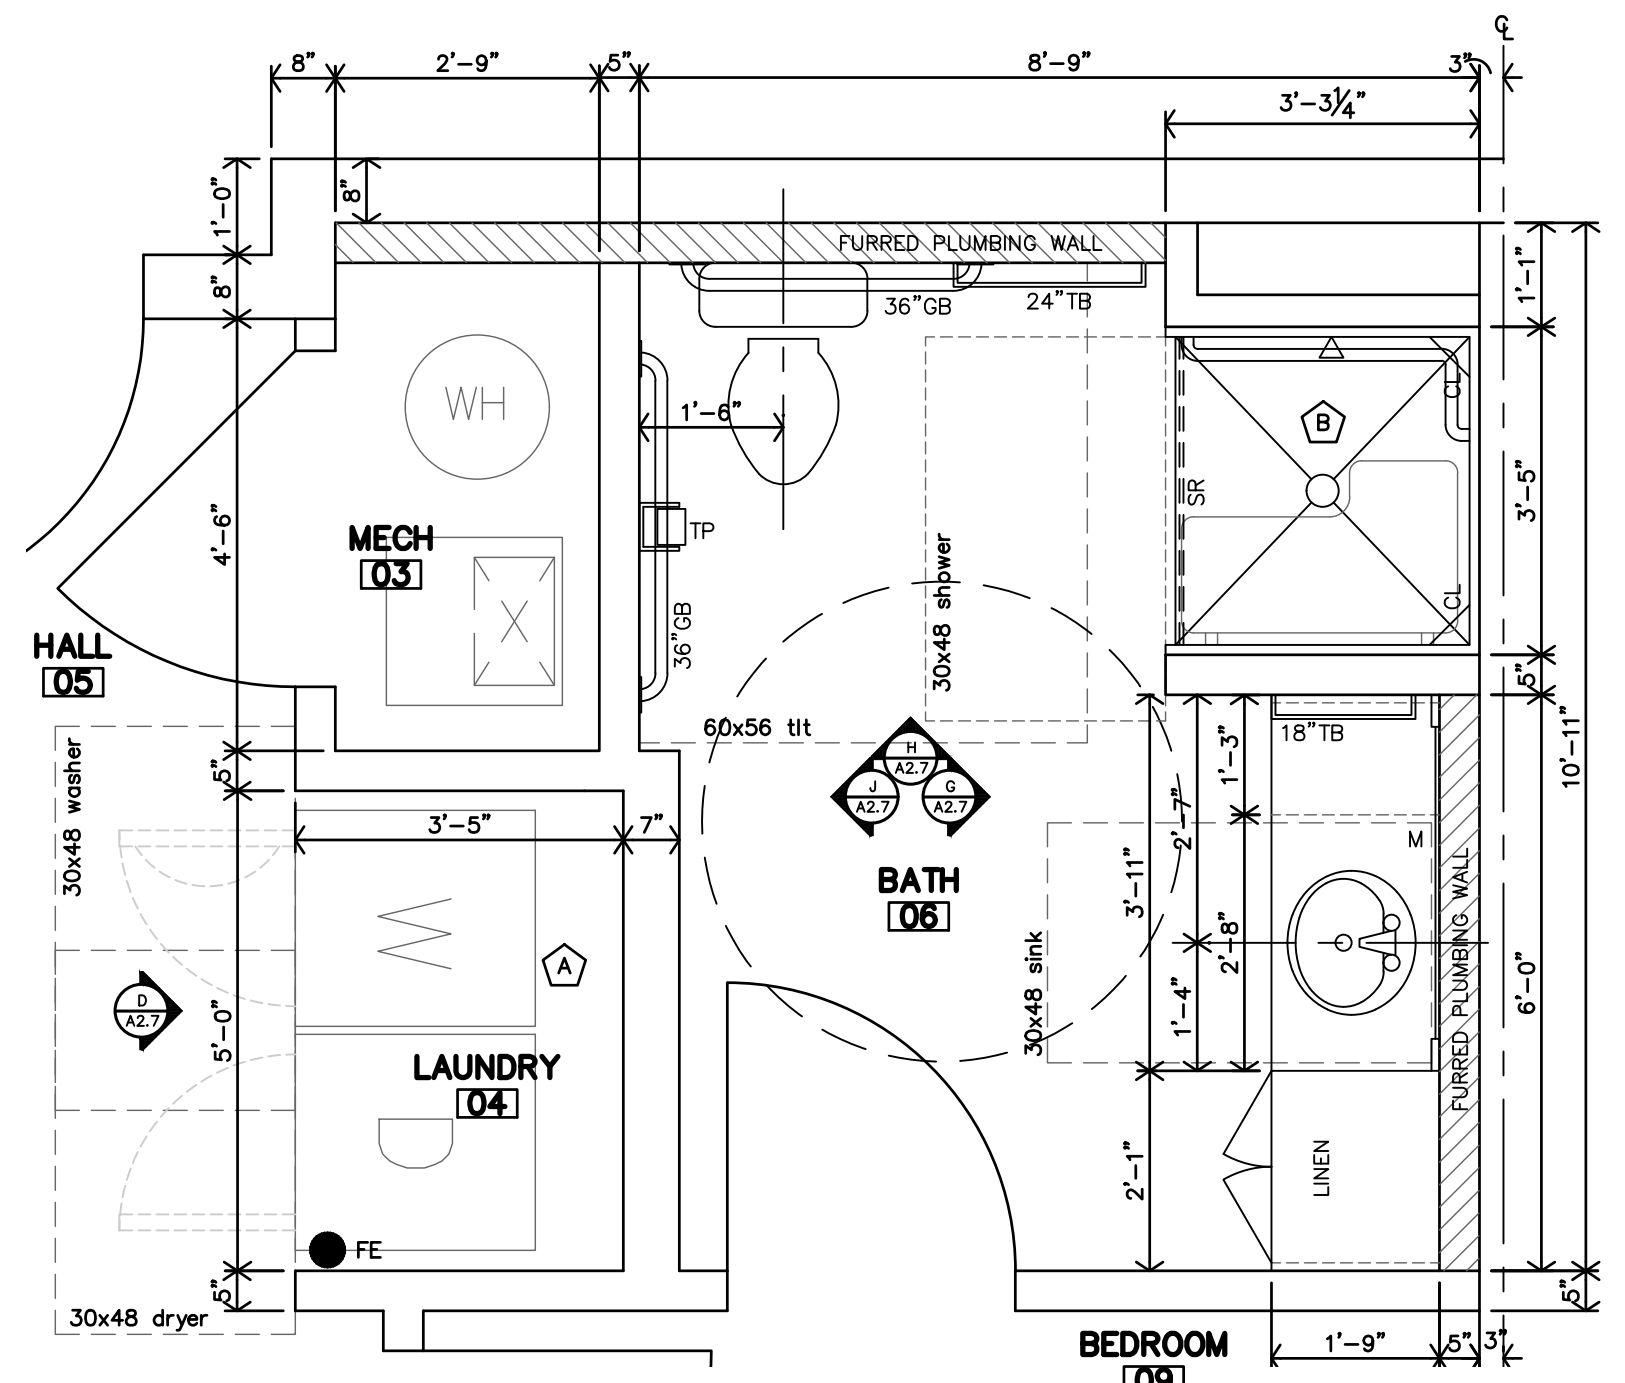 ℄
8" 2'-9" 5" 8'-9" 3"
3'-3 1/4"
1'-0"
8"
8"
FURRED PLUMBING WALL
36"GB
24"TB
1'-1"
WH
1'-6"
CL
B
SR
TP
3'-5"
4'-6"
MECH
03
30x48 shower
CL
36"GB
HALL
05
5"
60x56 tlt
18"TB
10'-11"
30x48 washer
5"
H
A2.7
J
A2.7
G
A2.7
1'-3"
2'-7"
3'-5" 7"
M
BATH
06
3'-11"
FURRED PLUMBING WALL
W
A
30x48 sink
2'-8"
6'-0"
D
A2.7
5'-0"
1'-4"
LAUNDRY
04
D
2'-1"
LINEN
FE
5"
5"
30x48 dryer
BEDROOM
09
1'-9" 5" 3"